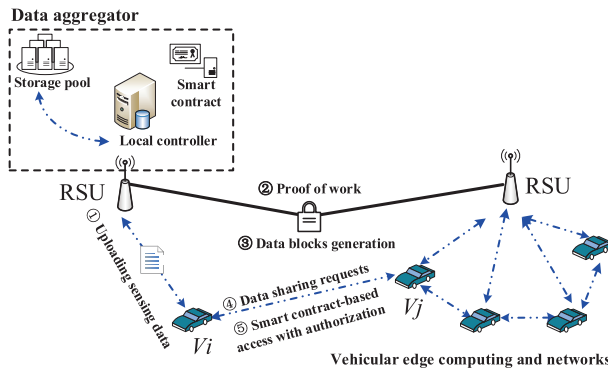 Data aggregator
Storage pool
Smart
contract
Local controller
RSU
② Proof of work
RSU
① Uploading sensing data
③ Data blocks generation
④ Data sharing requests
⑤ Smart contract-based
access with authorization
Vi
Vj
Vehicular edge computing and networks